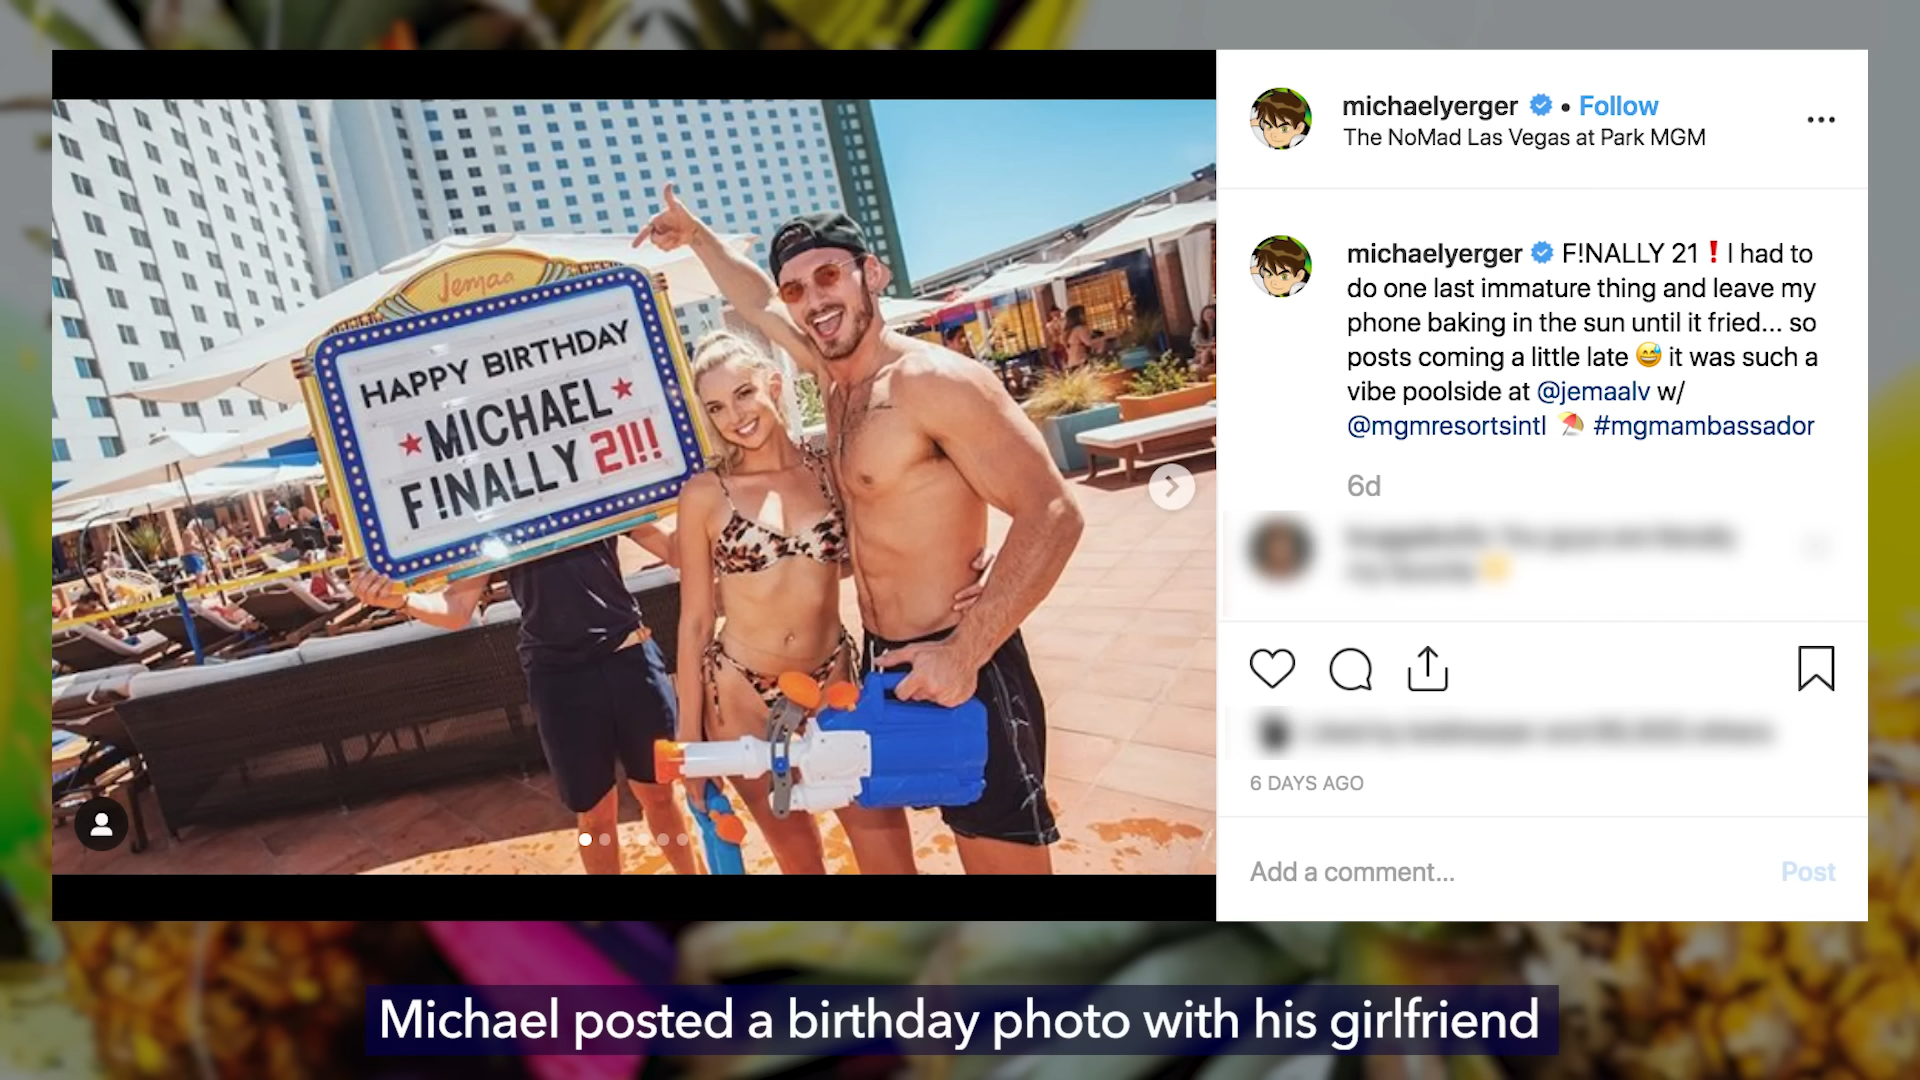 Jemaa
HAPPY BIRTHDAY
★MICHAEL★
F!NALLY 21!!
michaelyerger • Follow
The NoMad Las Vegas at Park MGM
michaelyerger F!NALLY 21❗I had to
do one last immature thing and leave my
phone baking in the sun until it fried... so
posts coming a little late 😅 it was such a
vibe poolside at @jemaalv w/
@mgmresortsintl ⛱️ #mgmambassador
6d
6 DAYS AGO
Add a comment...
Post
Michael posted a birthday photo with his girlfriend